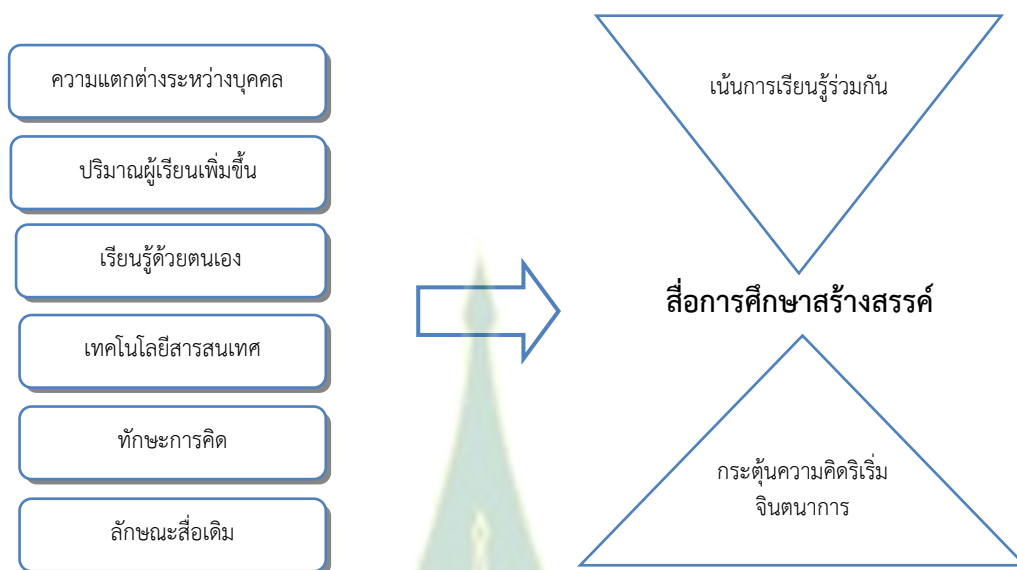 ความแตกต่างระหว่างบุคคล
ปริมาณผู้เรียนเพิ่มขึ้น
เรียนรู้ด้วยตนเอง
เทคโนโลยีสารสนเทศ
ทักษะการคิด
ลักษณะสื่อเดิม
เน้นการเรียนรู้ร่วมกัน
สื่อการศึกษาสร้างสรรค์
กระตุ้นความคิดริเริ่ม
จินตนาการ